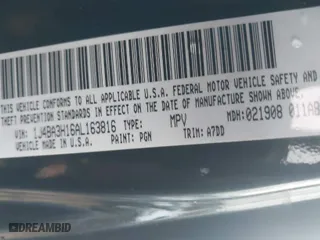 THIS VEHICLE CONFORMS TO ALL APPLICABLE U.S.A. FEDERAL MOTOR VEHICLE SAFETY AND
THEFT PREVENTION STANDARDS IN EFFECT ON THE DATE OF MANUFACTURE SHOWN ABOVE.
VIN: 1J4BA3H16AL163816 TYPE: MPV MDH: 021908 011AB
MADE IN U.S.A. PAINT: PGN TRIM: A7DD